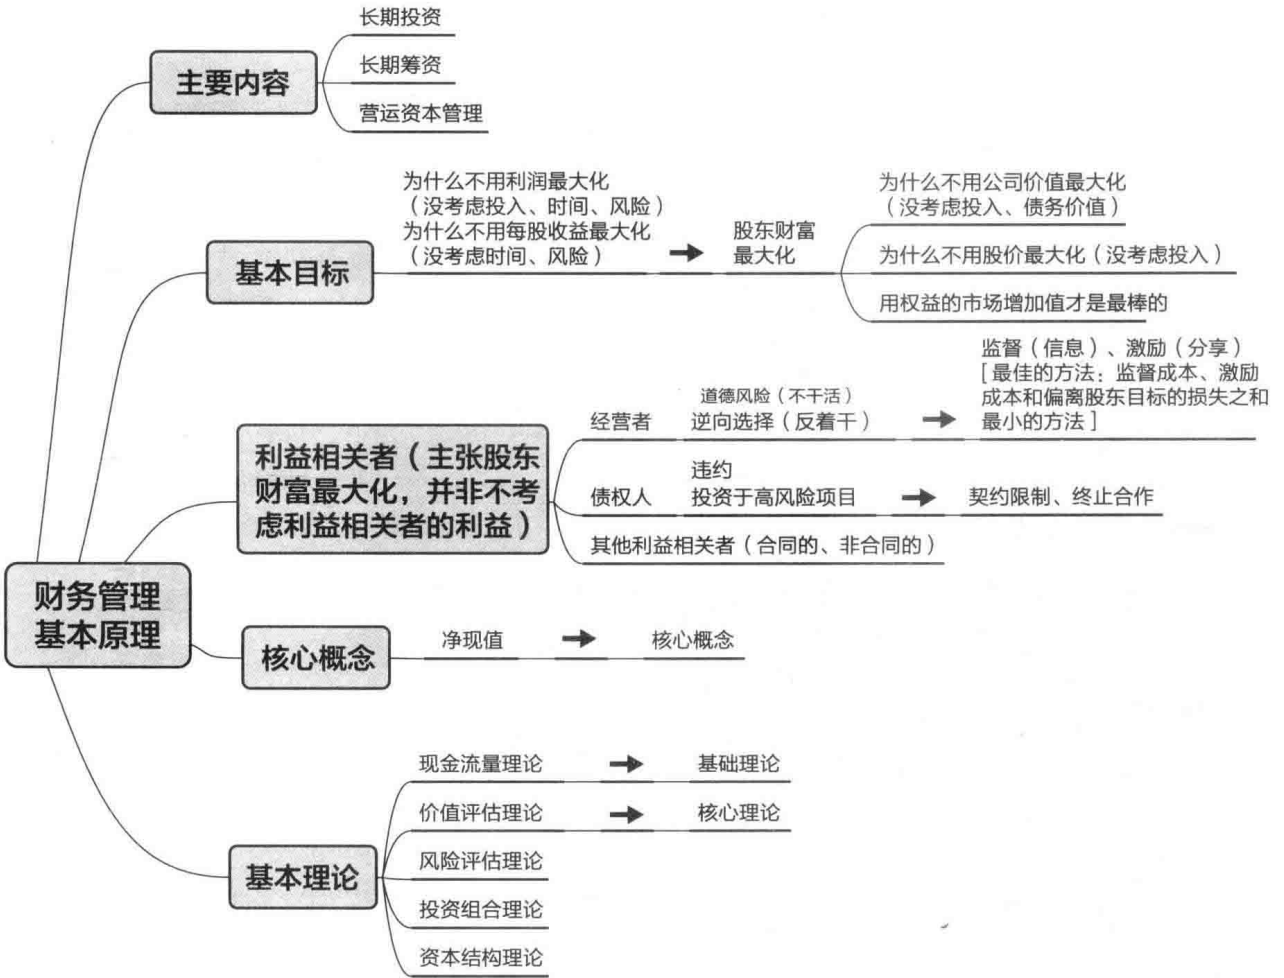 长期投资
长期筹资
营运资本管理
主要内容
为什么不用利润最大化
（没考虑投入、时间、风险）
为什么不用每股收益最大化
（没考虑时间、风险）
股东财富
最大化
为什么不用公司价值最大化
（没考虑投入、债务价值）
为什么不用股价最大化（没考虑投入）
用权益的市场增加值才是最棒的
基本目标
利益相关者（主张股东
财富最大化，并非不考
虑利益相关者的利益）
经营者
道德风险（不干活）
逆向选择（反着干）
监督（信息）、激励（分享）
[最佳的方法：监督成本、激励
成本和偏离股东目标的损失之和
最小的方法]
债权人
违约
投资于高风险项目
契约限制、终止合作
其他利益相关者（合同的、非合同的）
财务管理
基本原理
核心概念
净现值
核心概念
基本理论
现金流量理论
基础理论
价值评估理论
核心理论
风险评估理论
投资组合理论
资本结构理论